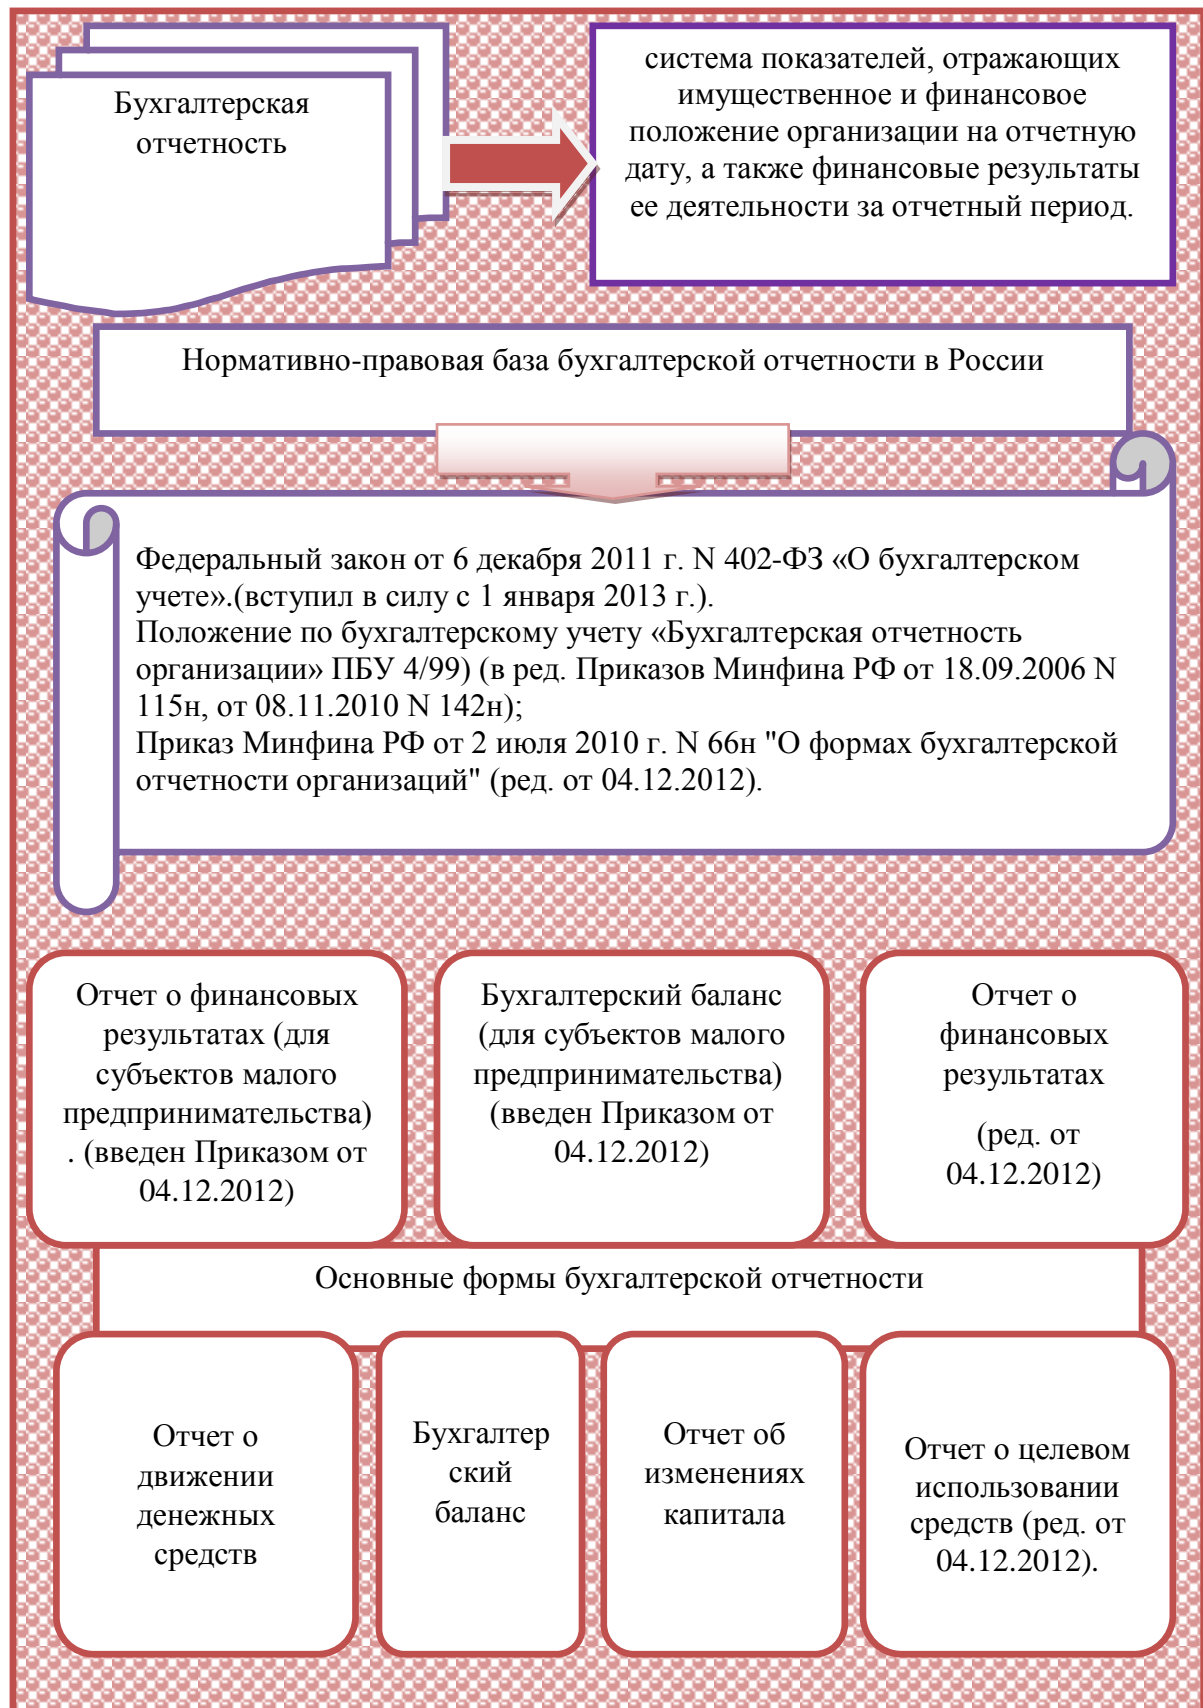 Бухгалтерская
отчетность
система показателей, отражающих
имущественное и финансовое
положение организации на отчетную
дату, а также финансовые результаты
ее деятельности за отчетный период.
Нормативно-правовая база бухгалтерской отчетности в России
Федеральный закон от 6 декабря 2011 г. N 402-ФЗ «О бухгалтерском
учете».(вступил в силу с 1 января 2013 г.).
Положение по бухгалтерскому учету «Бухгалтерская отчетность
организации» ПБУ 4/99) (в ред. Приказов Минфина РФ от 18.09.2006 N
115н, от 08.11.2010 N 142н);
Приказ Минфина РФ от 2 июля 2010 г. N 66н "О формах бухгалтерской
отчетности организаций" (ред. от 04.12.2012).
Отчет о финансовых
результатах (для
субъектов малого
предпринимательства)
. (введен Приказом от
04.12.2012)
Бухгалтерский баланс
(для субъектов малого
предпринимательства)
(введен Приказом от
04.12.2012)
Отчет о
финансовых
результатах
(ред. от
04.12.2012)
Основные формы бухгалтерской отчетности
Отчет о
движении
денежных
средств
Бухгалтер
ский
баланс
Отчет об
изменениях
капитала
Отчет о целевом
использовании
средств (ред. от
04.12.2012).